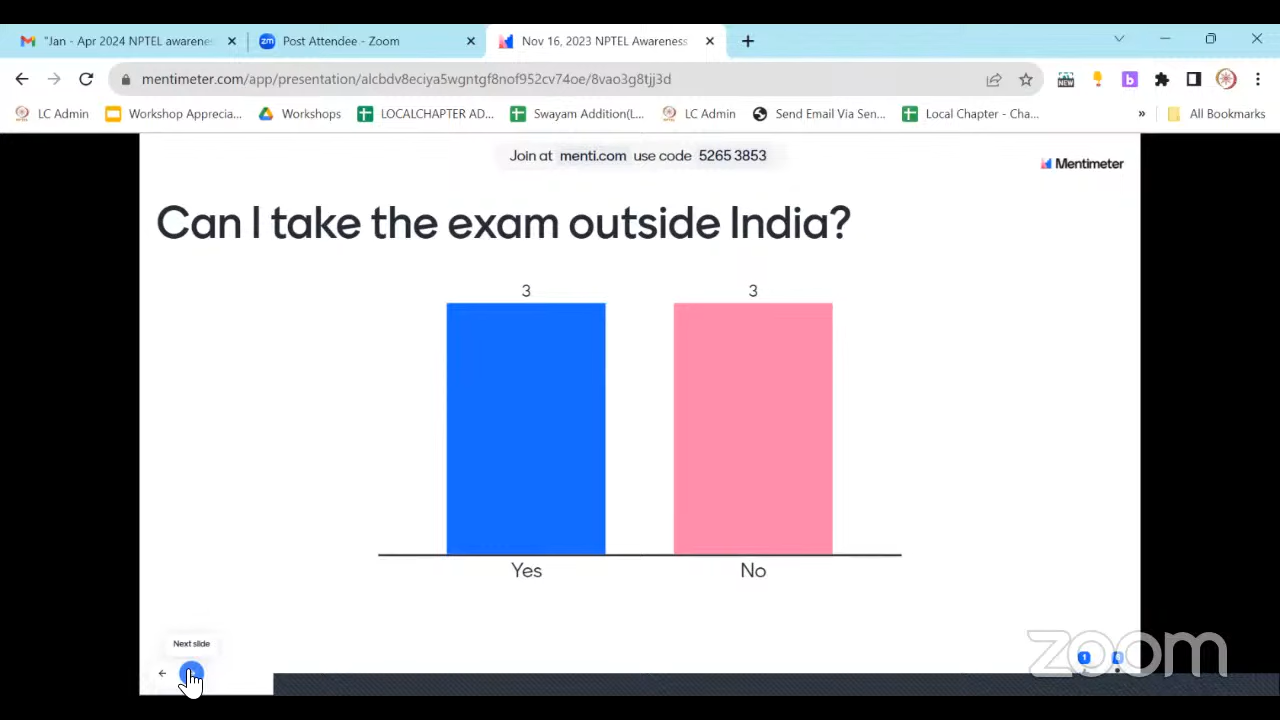 "Jan - Apr 2024 NPTEL awarene
Post Attendee - Zoom
Nov 16, 2023 NPTEL Awareness
mentimeter.com/app/presentation/alcbdv8eciya5wgntgf8nof952cv74oe/8vao3g8tjj3d
NEW
LC Admin
Workshop Apprecia...
Workshops
LOCALCHAPTER AD...
Swayam Addition(L...
LC Admin
Send Email Via Sen...
Local Chapter - Cha...
»
All Bookmarks
Join at menti.com use code 5265 3853
Mentimeter
Can I take the exam outside India?
3
3
Yes
No
Next slide
1
zoom